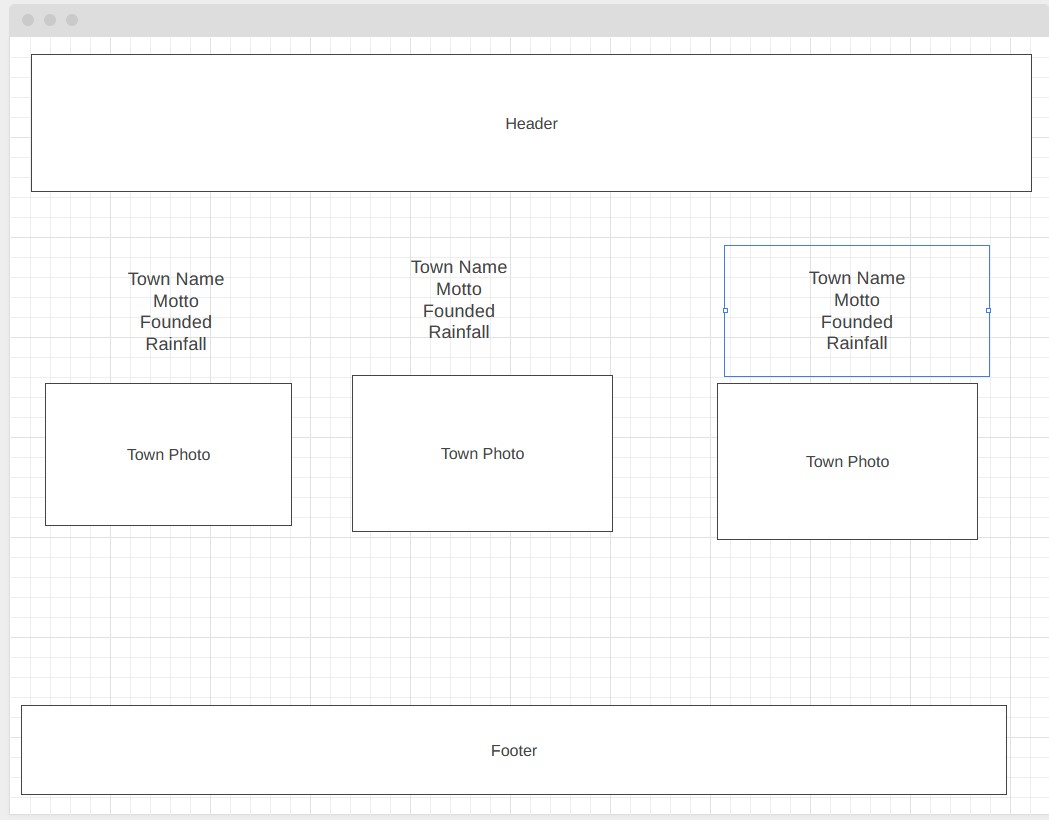 Header
Town Name
Motto
Founded
Rainfall
Town Name
Motto
Founded
Rainfall
Town Name
Motto
Founded
Rainfall
Town Photo
Town Photo
Town Photo
Footer